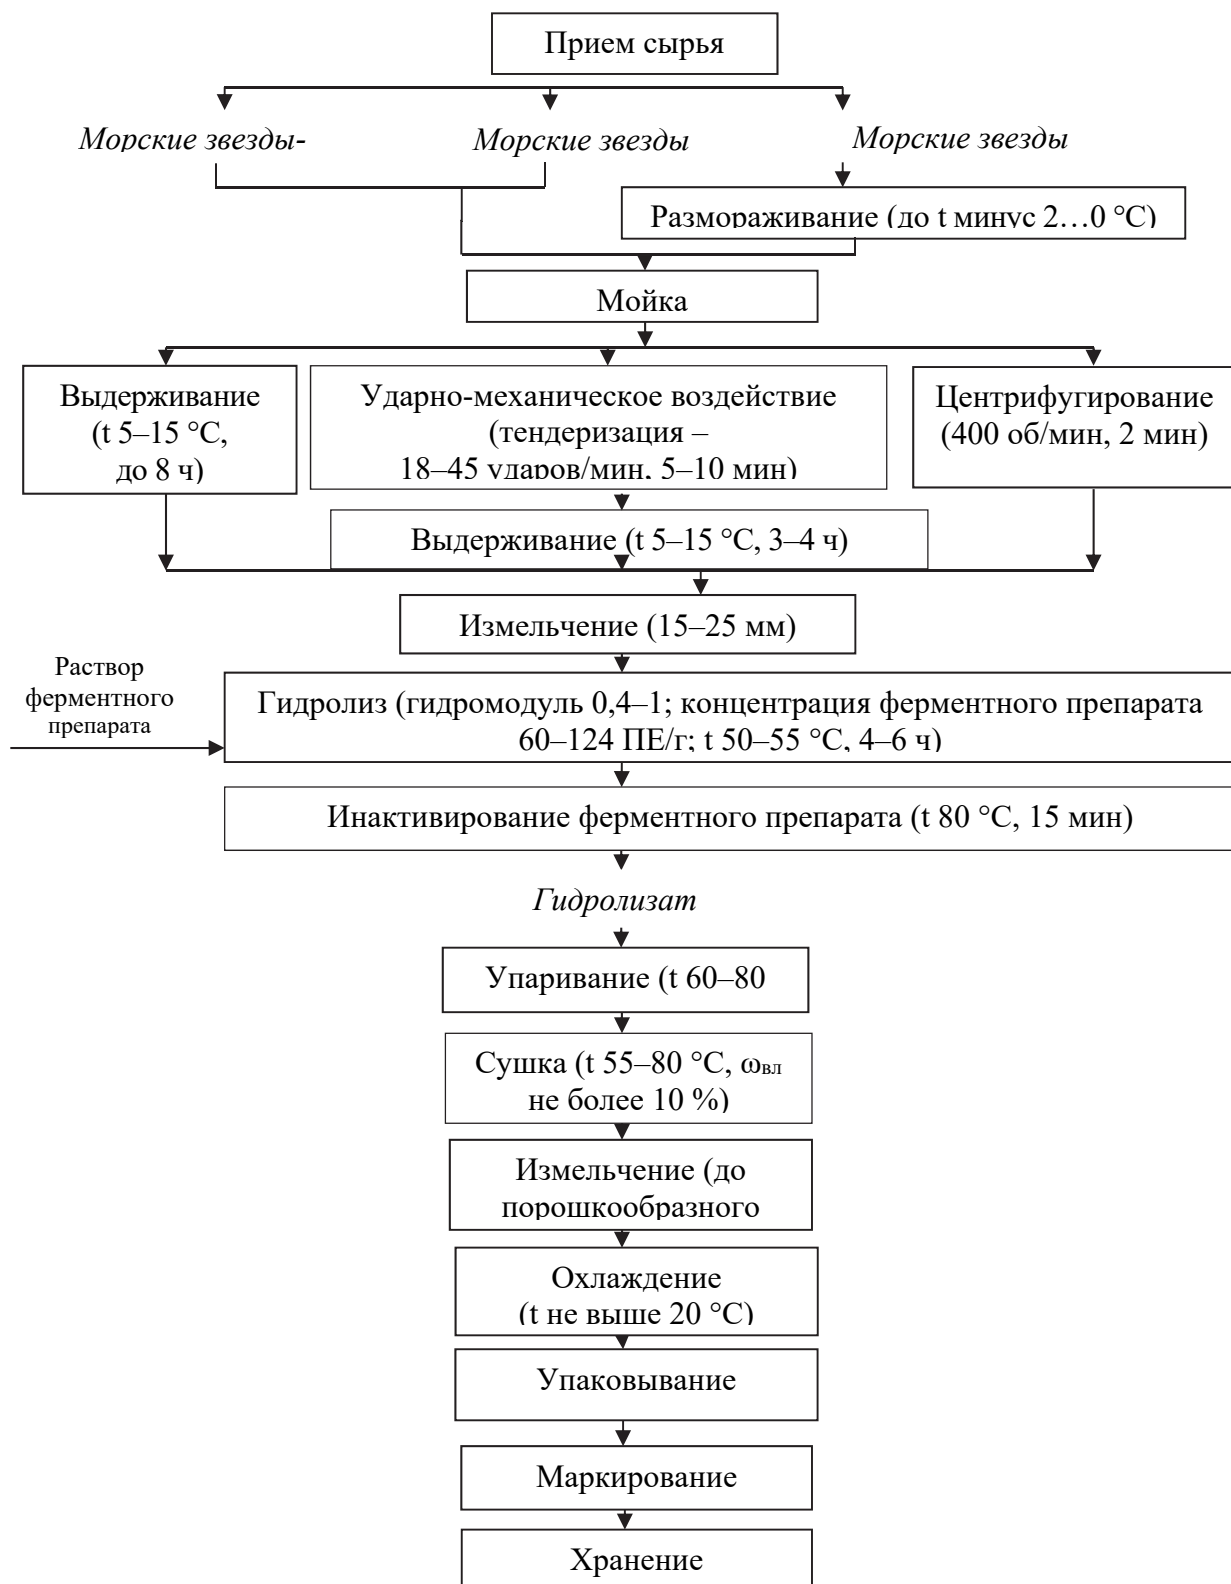 Прием сырья
Морские звезды-
Морские звезды
Морские звезды
Размораживание (до t минус 2…0 °С)
Мойка
Выдерживание
(t 5–15 °С,
до 8 ч)
Ударно-механическое воздействие
(тендеризация –
18–45 ударов/мин, 5–10 мин)
Центрифугирование
(400 об/мин, 2 мин)
Выдерживание (t 5–15 °С, 3–4 ч)
Измельчение (15–25 мм)
Раствор
ферментного
препарата
Гидролиз (гидромодуль 0,4–1; концентрация ферментного препарата
60–124 ПЕ/г; t 50–55 °С, 4–6 ч)
Инактивирование ферментного препарата (t 80 °С, 15 мин)
Гидролизат
Упаривание (t 60–80
Сушка (t 55–80 °С, ωвл
не более 10 %)
Измельчение (до
порошкообразного
Охлаждение
(t не выше 20 °С)
Упаковывание
Маркирование
Хранение